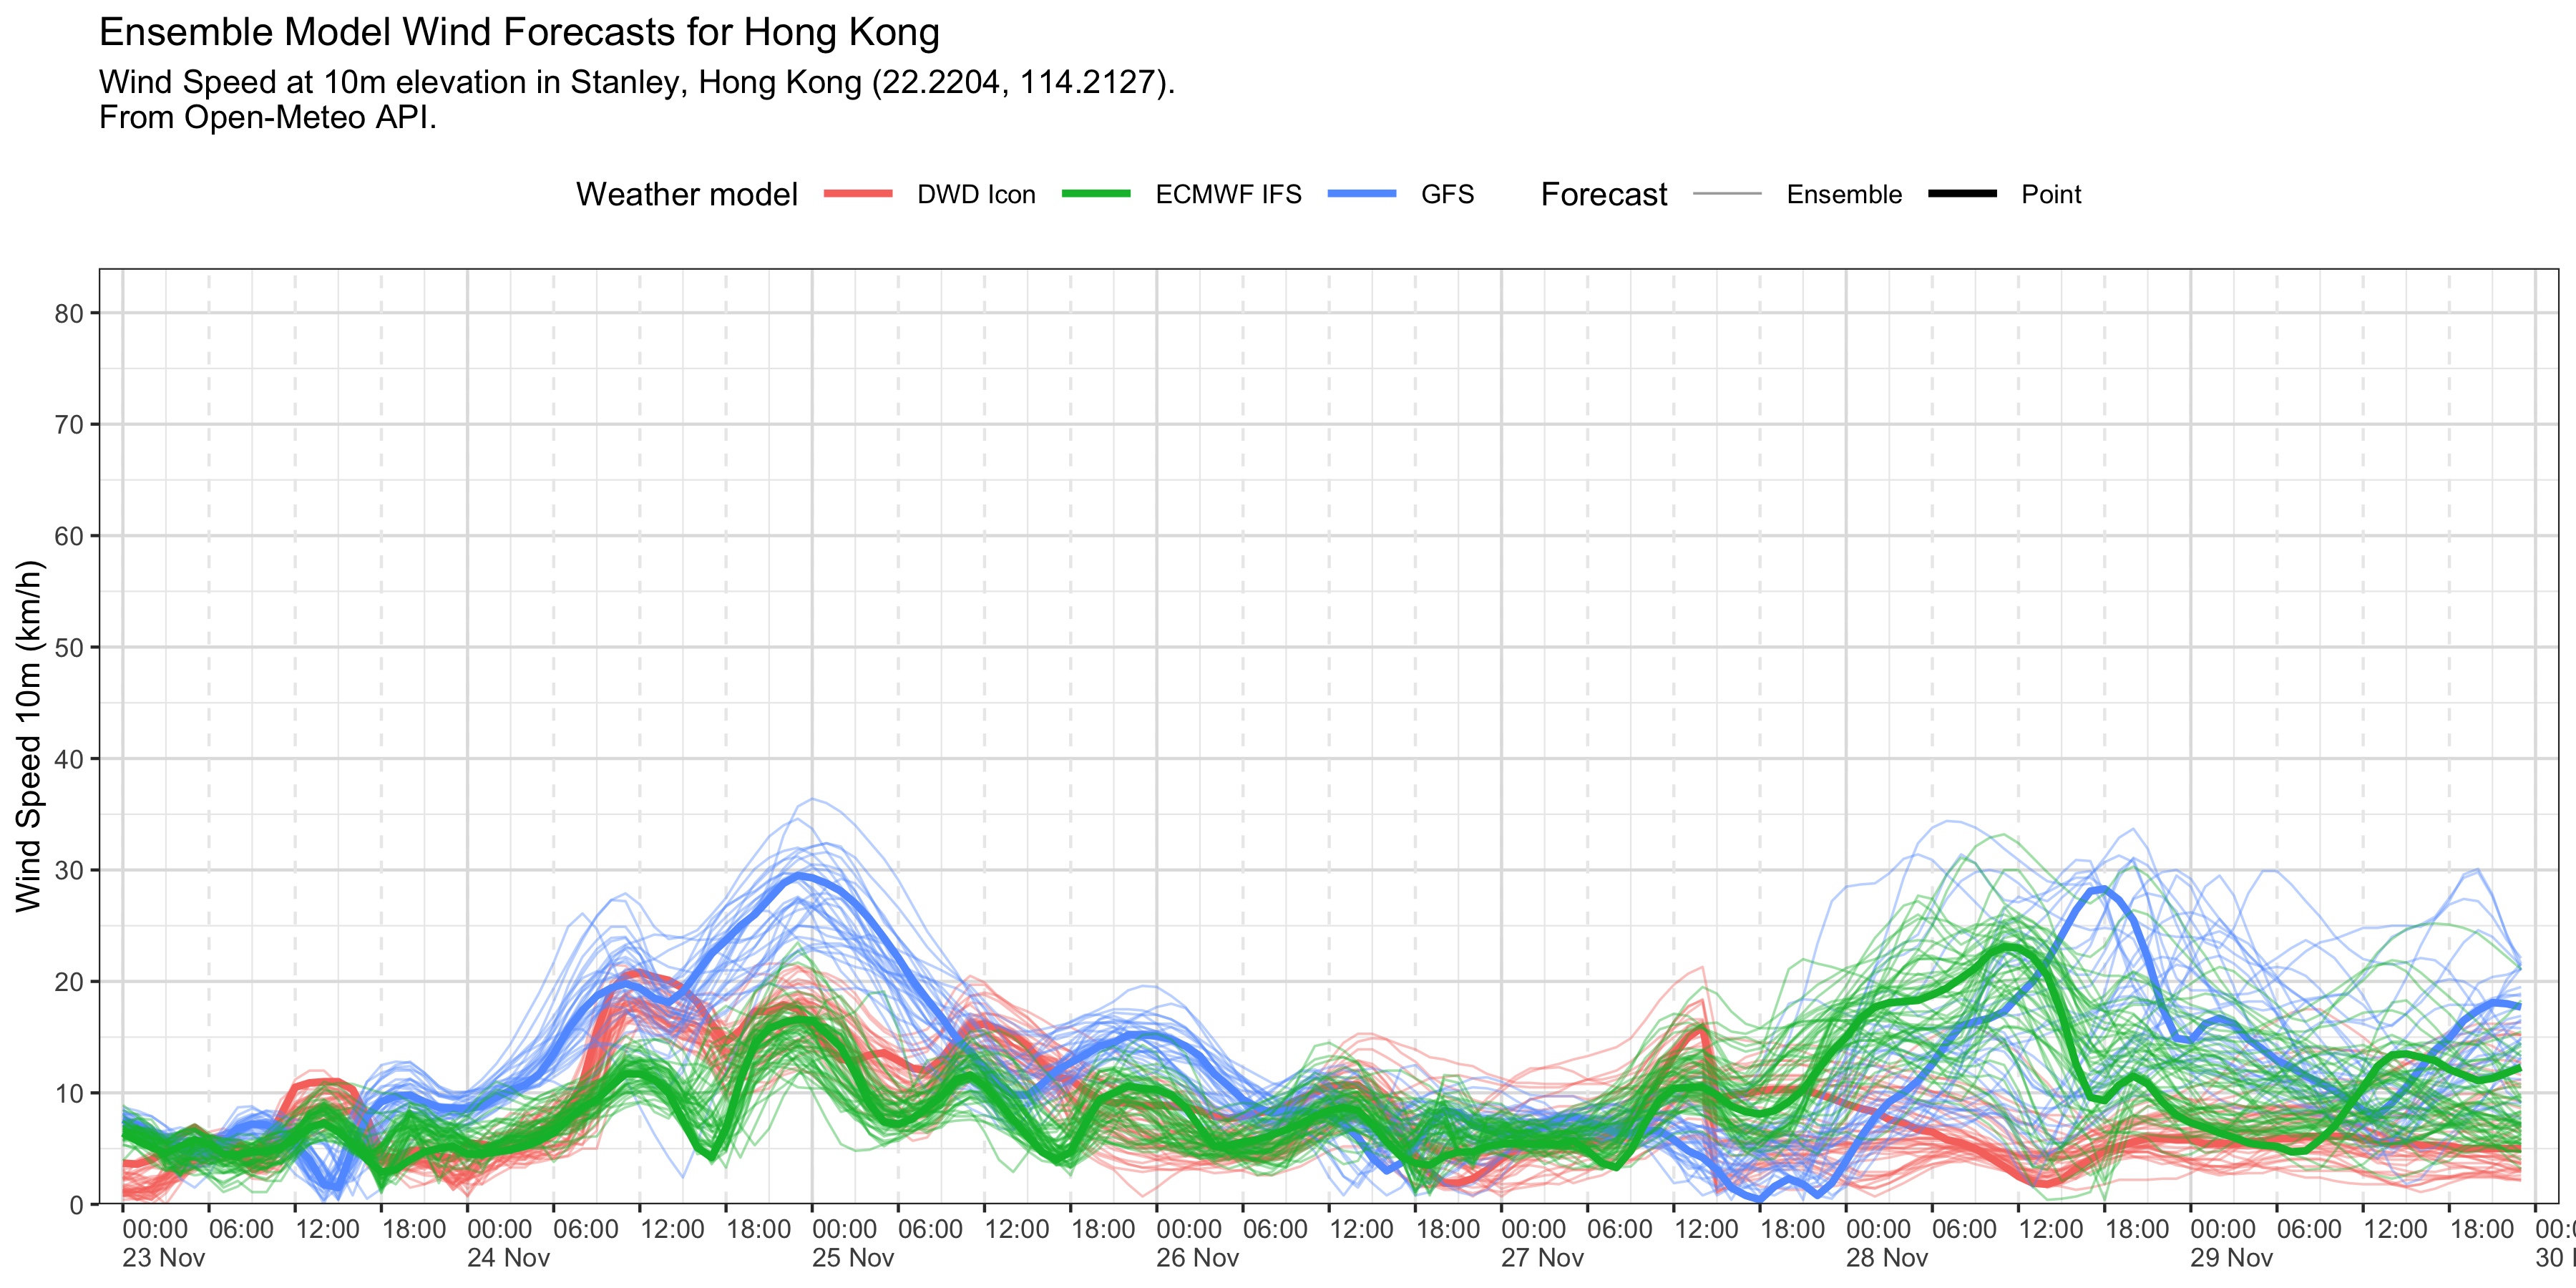 Ensemble Model Wind Forecasts for Hong Kong
Wind Speed at 10m elevation in Stanley, Hong Kong (22.2204, 114.2127).
From Open-Meteo API.
Weather model DWD Icon ECMWF IFS GFS Forecast Ensemble Point
Wind Speed 10m (km/h)
80
70
60
50
40
30
20
10
0
00:00 06:00 12:00 18:00 00:00 06:00 12:00 18:00 00:00 06:00 12:00 18:00 00:00 06:00 12:00 18:00 00:00 06:00 12:00 18:00 00:00 06:00 12:00 18:00 00:00 06:00 12:00 18:00 00:
23 Nov 24 Nov 25 Nov 26 Nov 27 Nov 28 Nov 29 Nov 30